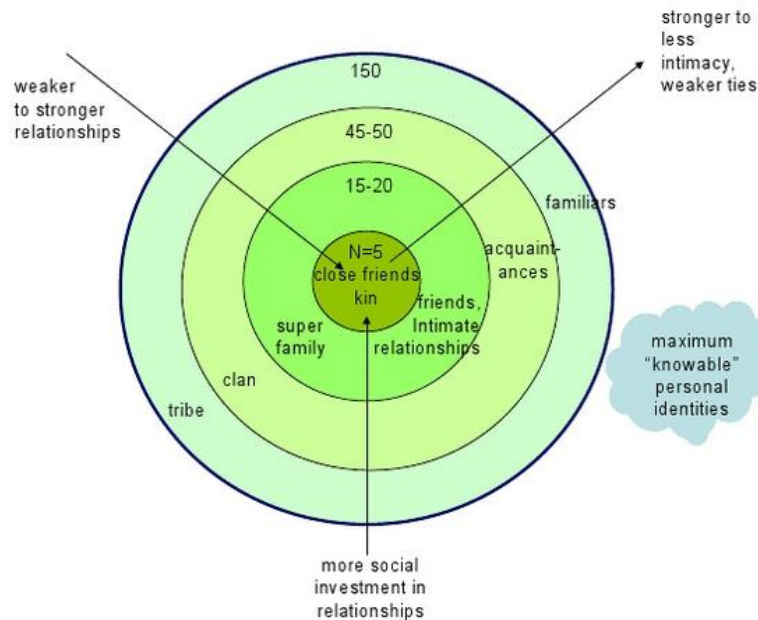 stronger to
less
intimacy,
weaker ties
weaker
to stronger
relationships
150
45-50
15-20
familiars
acquaint-
ances
N=5
close friends
kin
friends,
Intimate
relationships
super
family
clan
tribe
maximum
“knowable”
personal
identities
more social
investment in
relationships